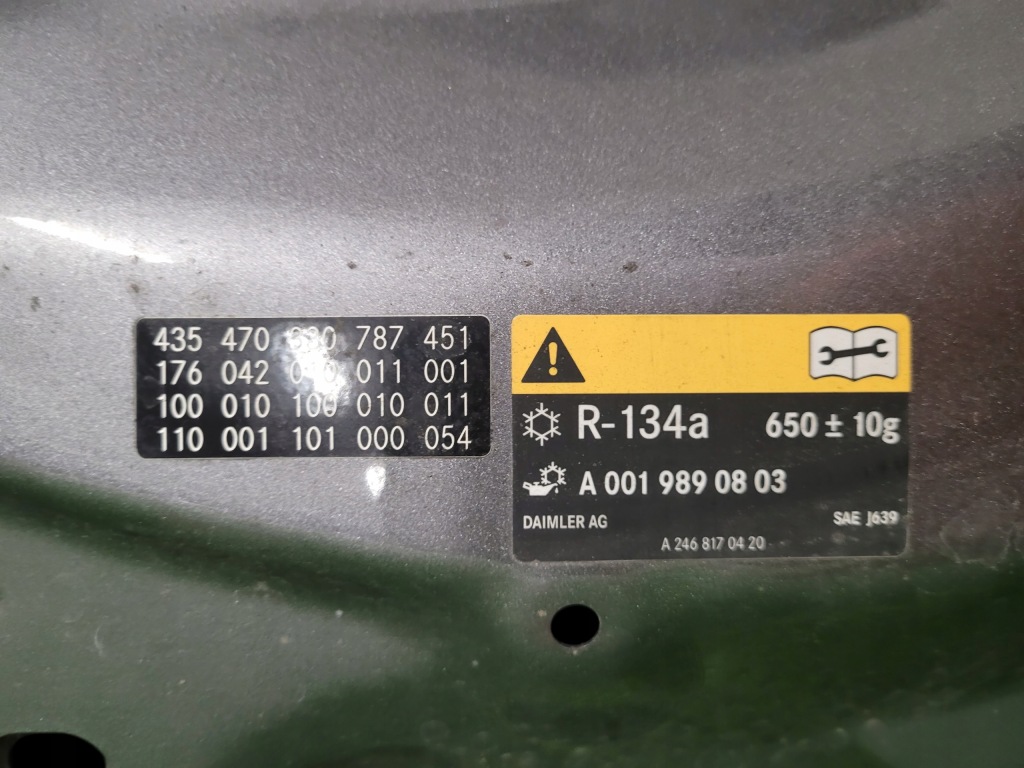 435 470 787 451
176 042 011 001
100 010 100 010 011
110 001 101 000 054
R-134a 650 ± 10g
A 001 989 08 03
DAIMLER AG SAE J639
A 246 817 04 20